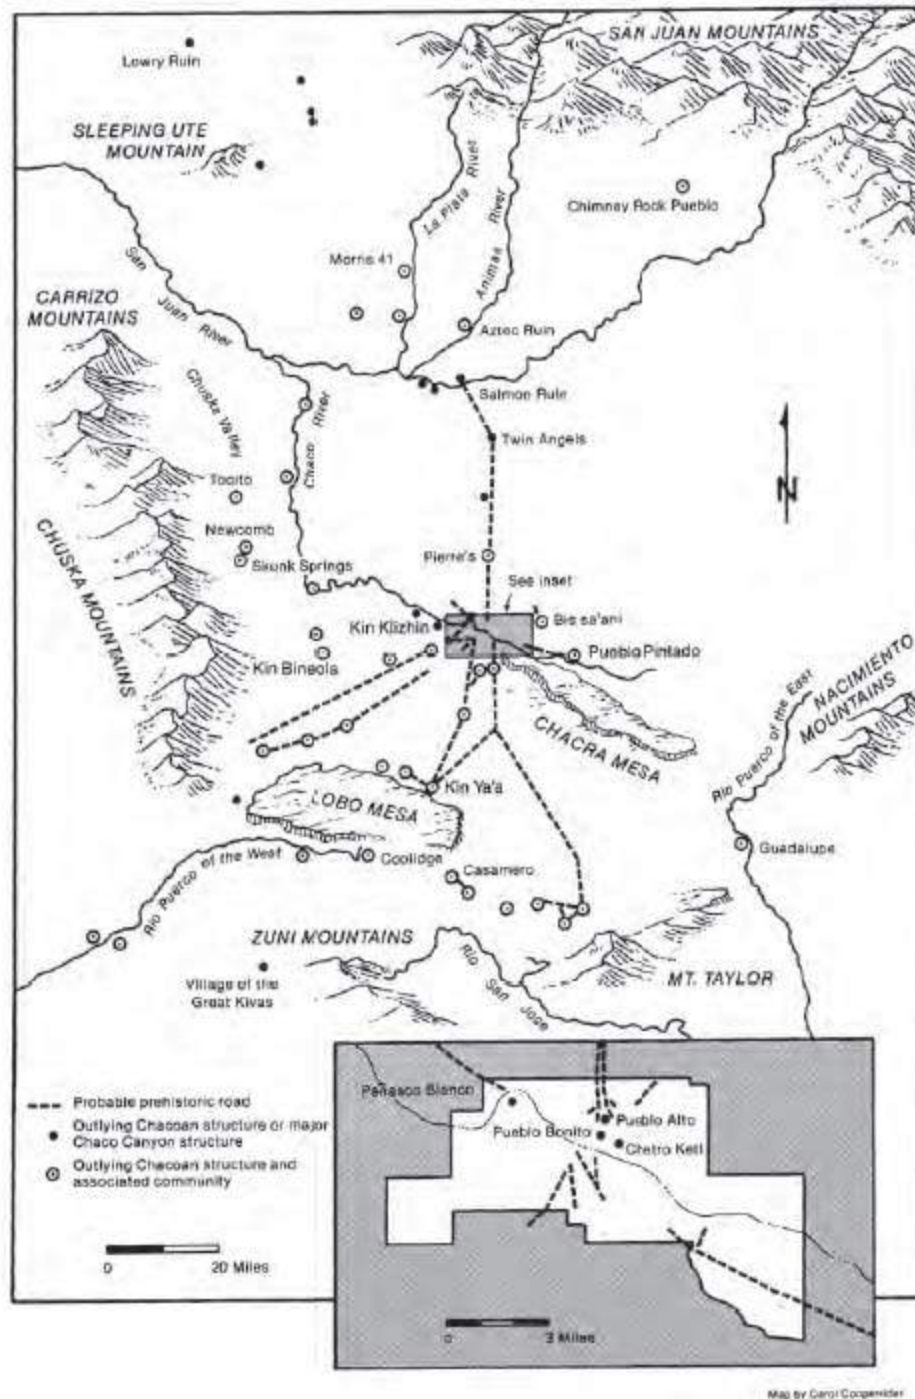 SAN JUAN MOUNTAINS
Lowry Ruin
SLEEPING UTE
MOUNTAIN
La Plata River
Animas River
Chimney Rock Pueblo
Morris 41
San Juan River
CARRIZO
MOUNTAINS
Aztec Ruin
Chuska Valley
Chaco River
Salmon Ruin
Twin Angels
N
Newcomb
CHUSKA MOUNTAINS
Skunk Springs
Pierre's
See inset
Kin Klizhin
Bis sa'ani
Pueblo Pintado
Kin Bineola
NACIMIENTO
MOUNTAINS
CHACRA MESA
Rio Puerco of the East
Kin Ya'a
LOBO MESA
Guadalupe
Rio Puerco of the West
Coolidge
Casamero
ZUNI MOUNTAINS
Rio San Jose
MT. TAYLOR
Village of the
Great Kivas
Probable prehistoric road
Outlying Chacoan structure or major
Chaco Canyon structure
Outlying Chacoan structure and
associated community
0 20 Miles
Peñasco Blanco
Pueblo Alto
Pueblo Bonito
Chetro Ketl
0 3 Miles
Map by Carol Cooperrider